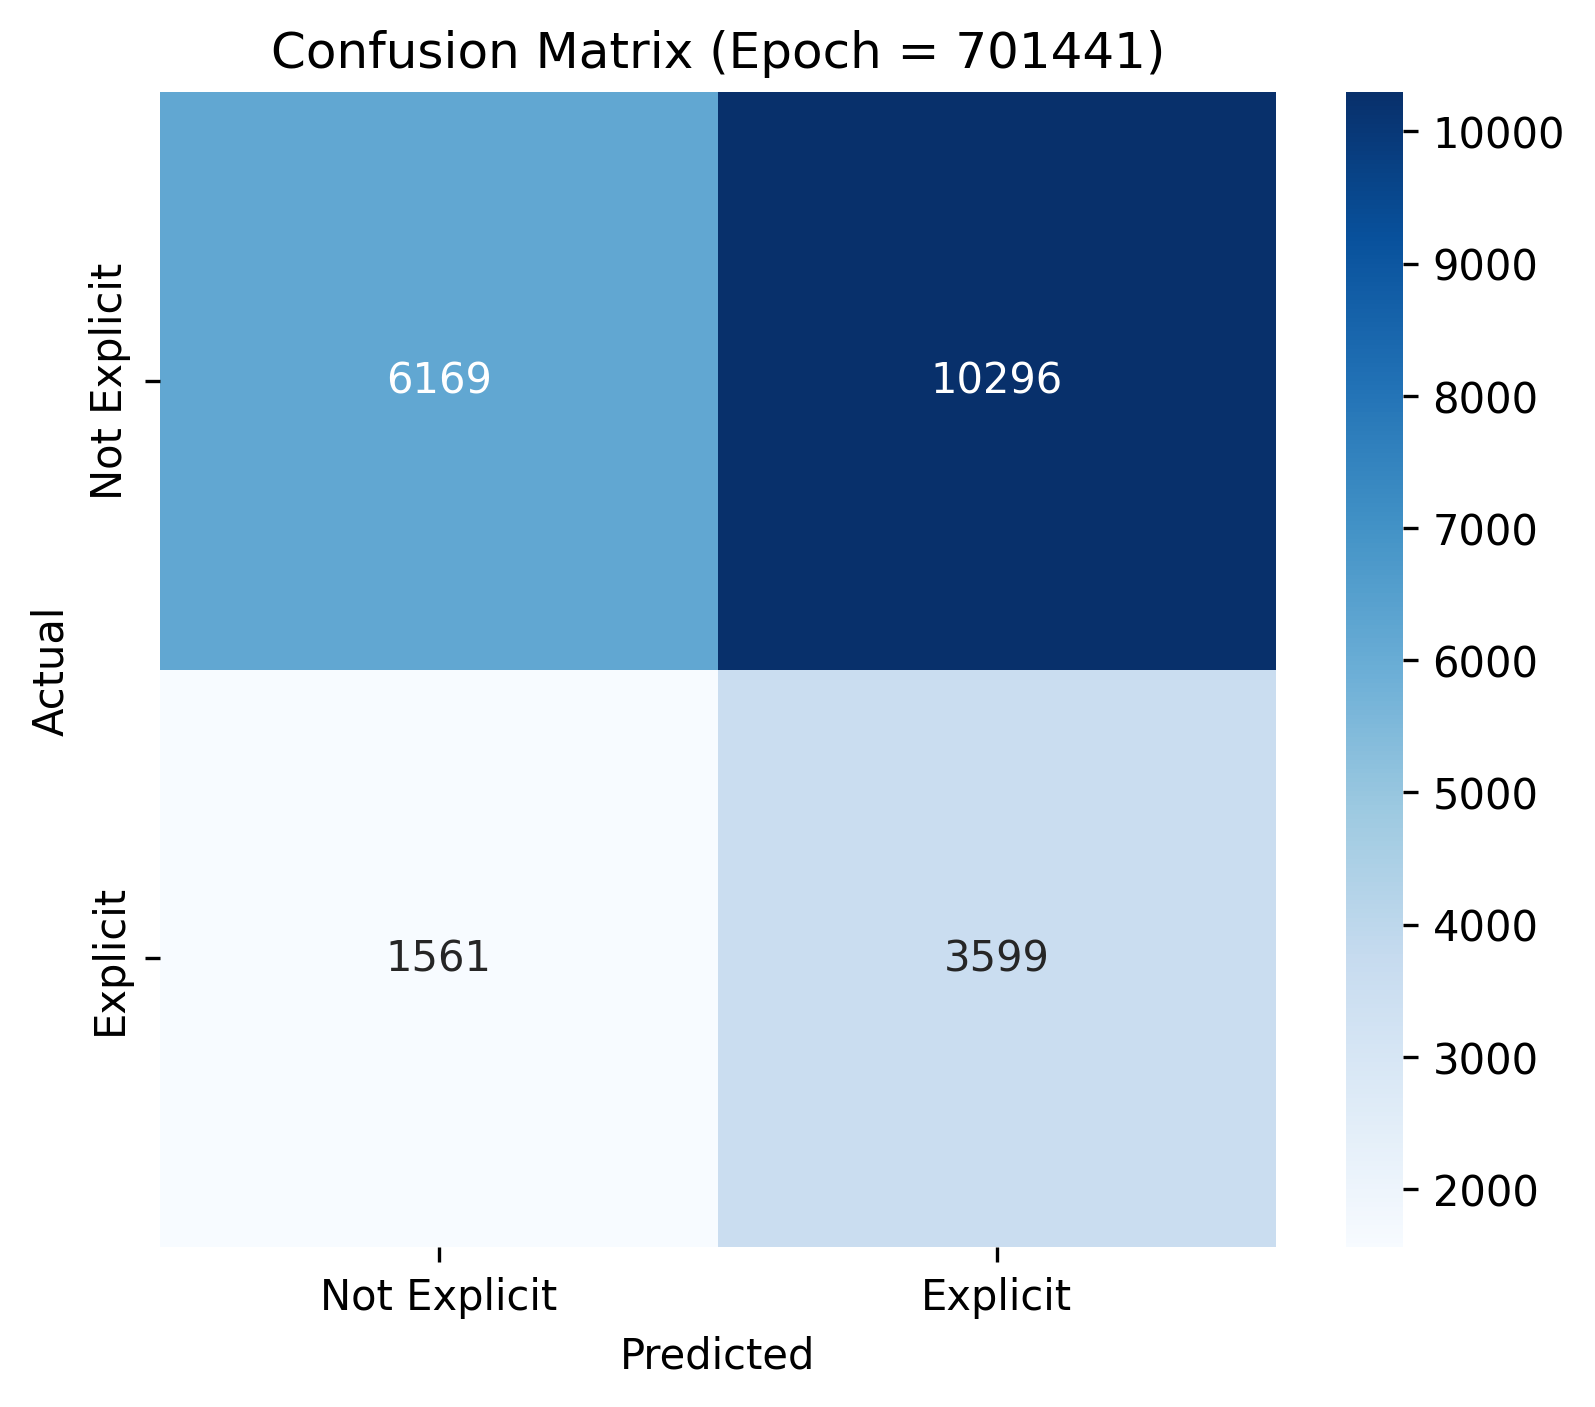 Confusion Matrix (Epoch = 701441)
Actual
Not Explicit
Explicit
6169
10296
1561
3599
Not Explicit
Explicit
Predicted
10000
9000
8000
7000
6000
5000
4000
3000
2000